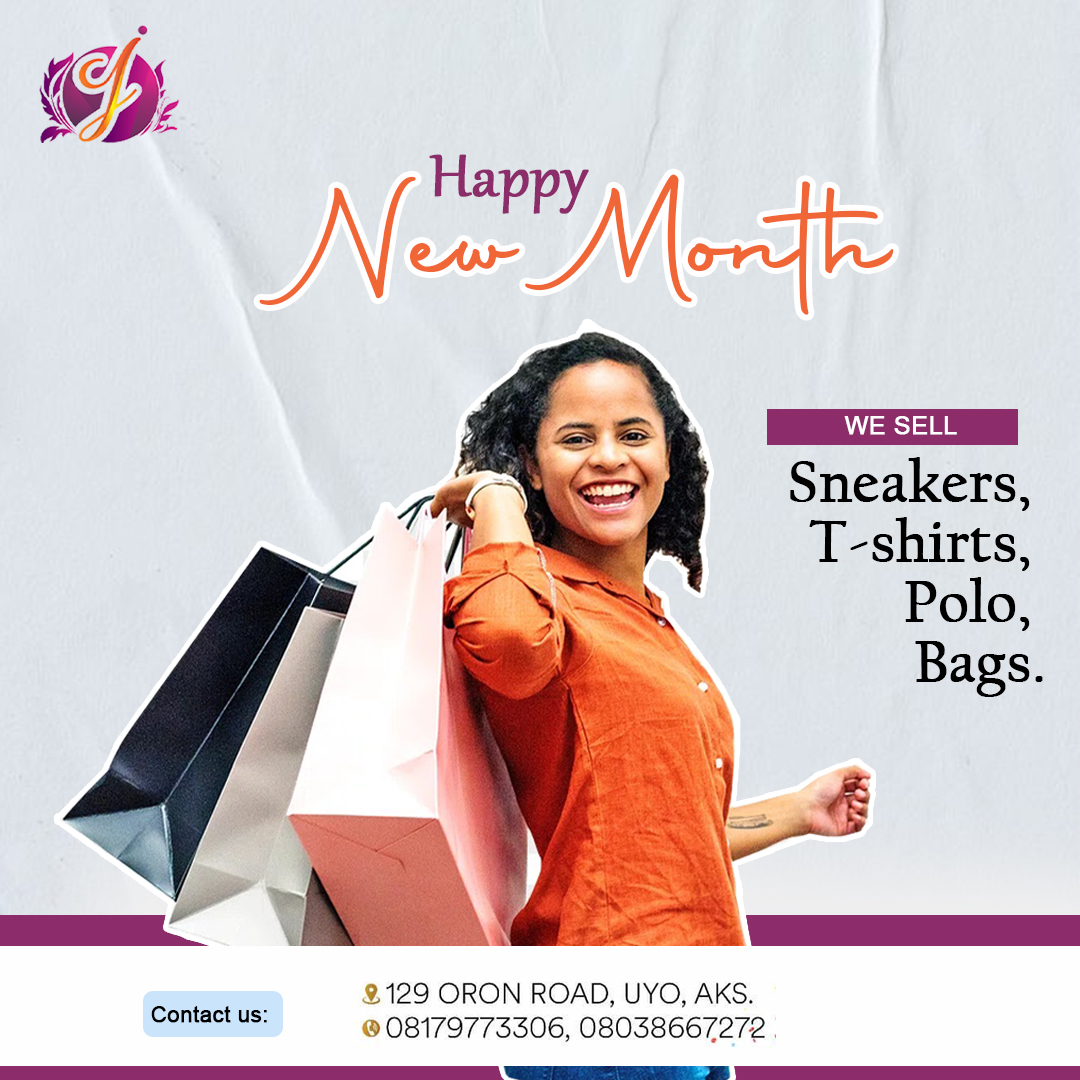 Happy
New Month
WE SELL
Sneakers,
T-shirts,
Polo,
Bags.
Contact us:
129 ORON ROAD, UYO, AKS.
08179773306, 08038667272